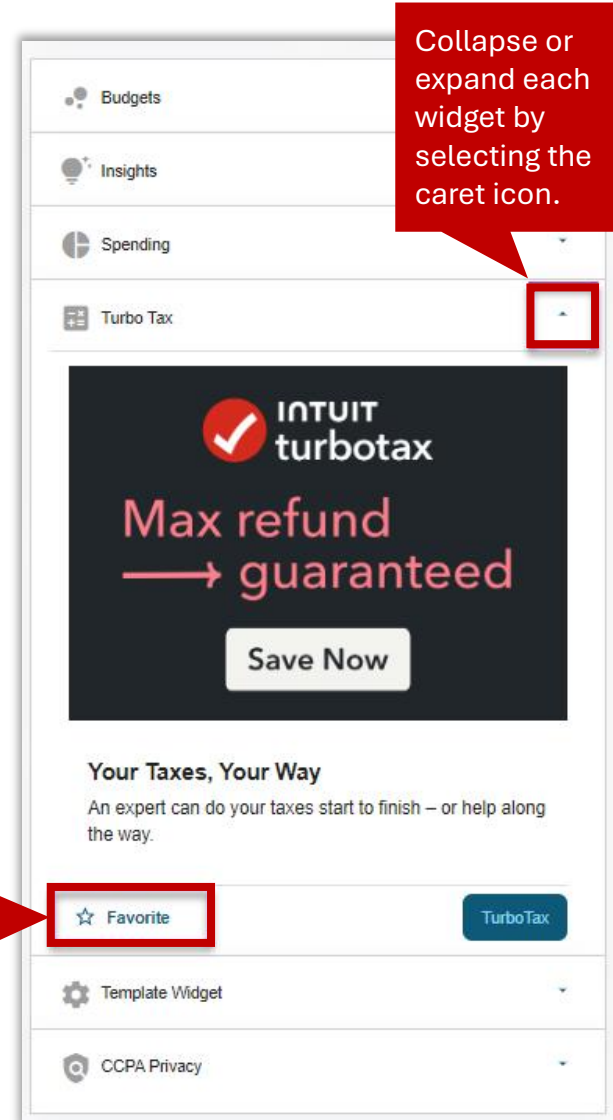 Collapse or
expand each
widget by
selecting the
caret icon.
Budgets
Insights
Spending
Turbo Tax
INTUIT
turbotax
Max refund
guaranteed
Save Now
Your Taxes, Your Way
An expert can do your taxes start to finish – or help along
the way.
Favorite
TurboTax
Template Widget
CCPA Privacy